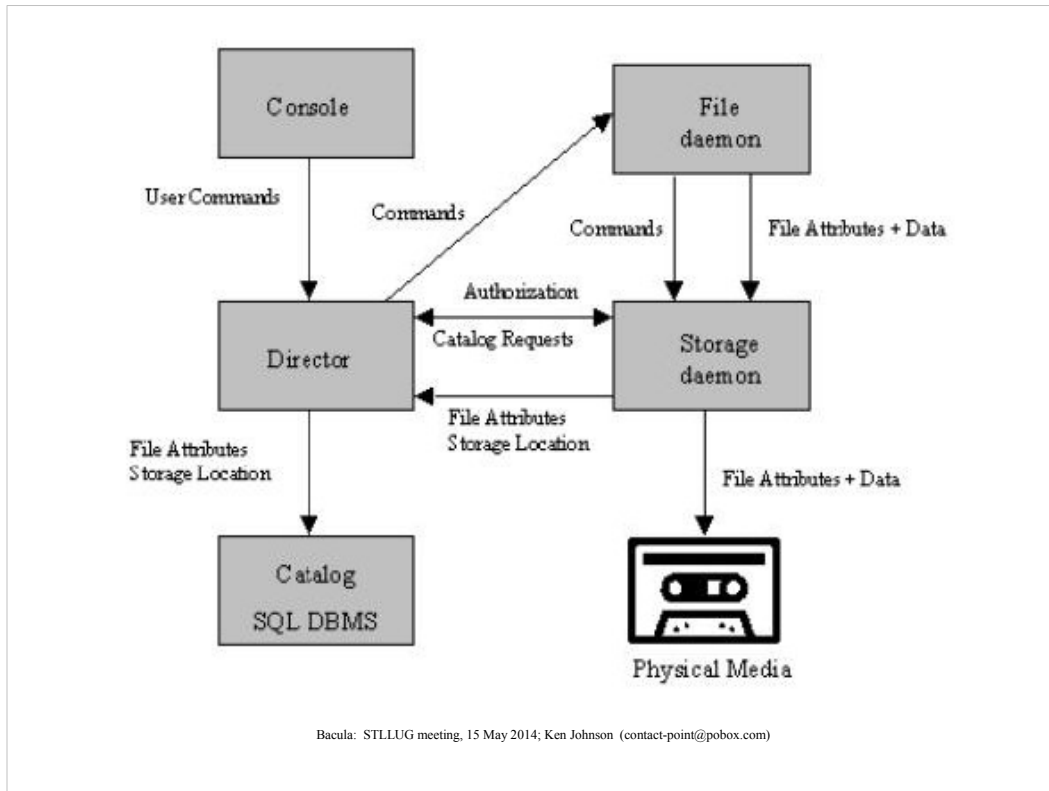 Console
File
daemon
User Commands
Commands
Commands
File Attributes + Data
Authorization
Catalog Requests
Director
Storage
daemon
File Attributes
Storage Location
File Attributes
Storage Location
File Attributes + Data
Catalog
SQL DBMS
Physical Media
Bacula: STLLUG meeting, 15 May 2014; Ken Johnson (contact-point@pobox.com)